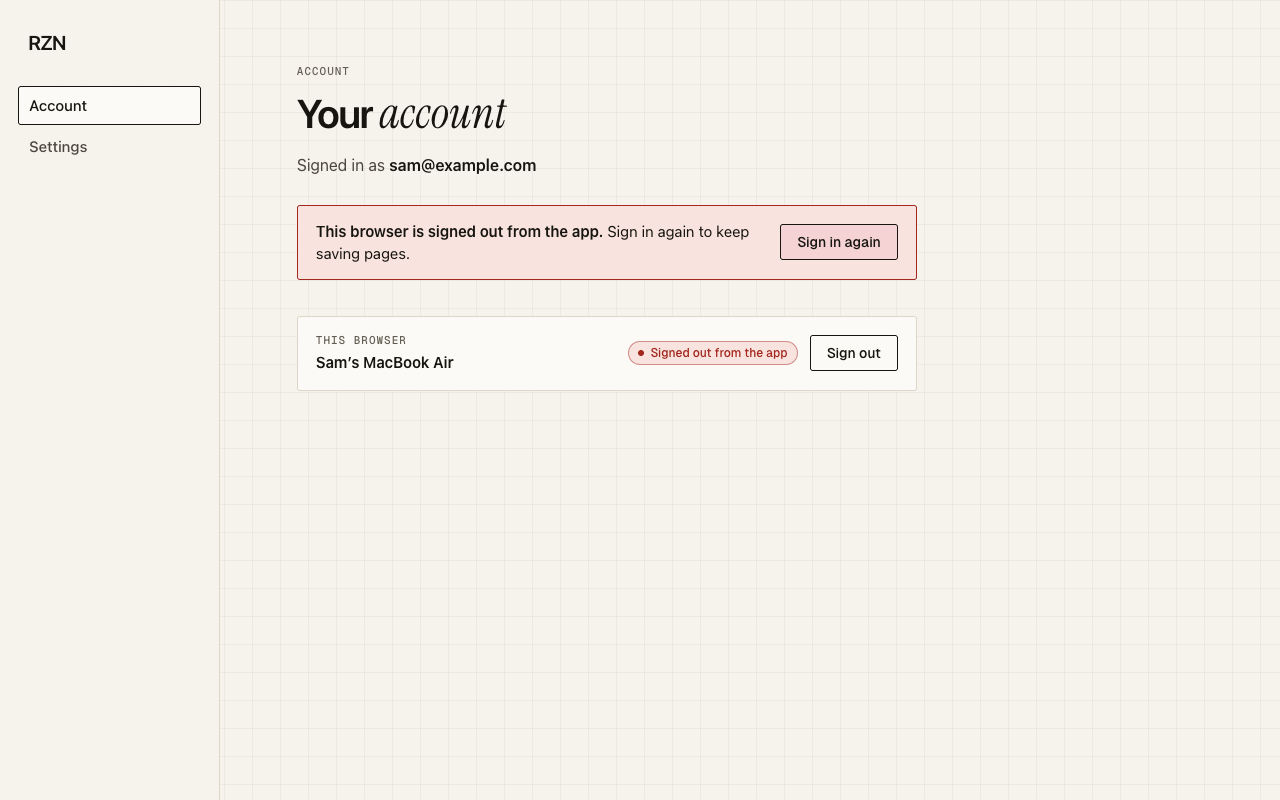 RZN
Account
Settings
ACCOUNT
Your account
Signed in as sam@example.com
This browser is signed out from the app. Sign in again to keep
saving pages.
Sign in again
THIS BROWSER
Sam’s MacBook Air
Signed out from the app
Sign out